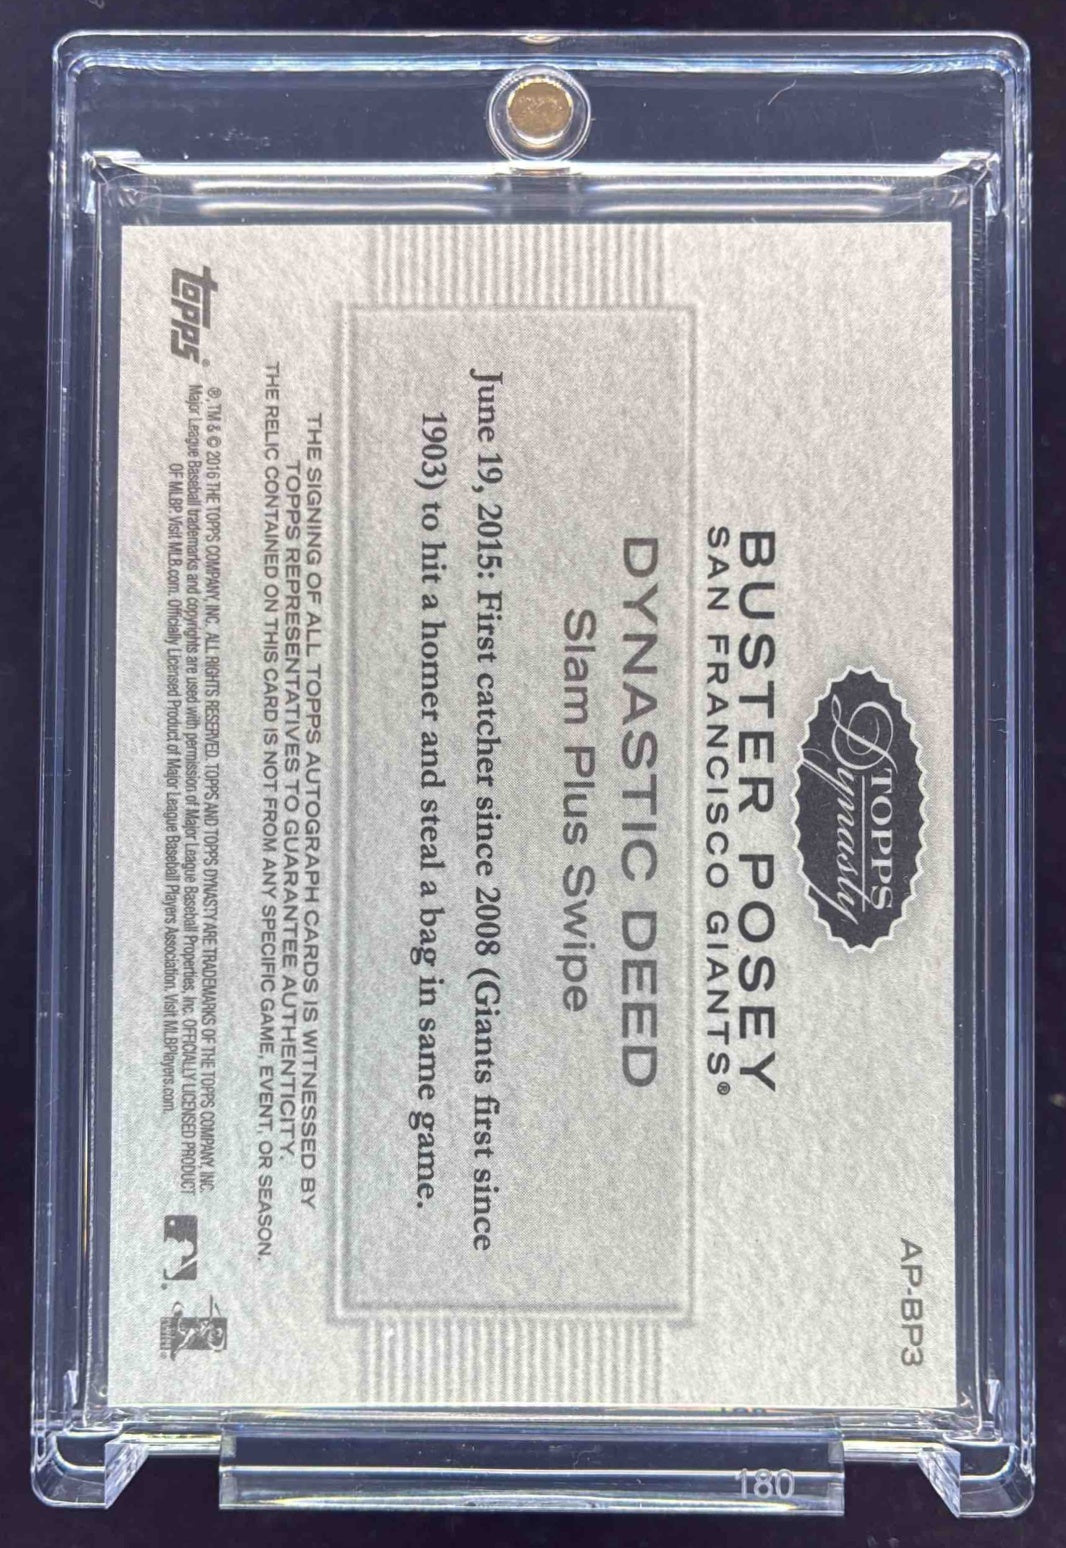 AP-BP3
TOPPS
Dynasty
BUSTER POSEY
SAN FRANCISCO GIANTS®
DYNASTIC DEED
Slam Plus Swipe
June 19, 2015: First catcher since 2008 (Giants first since
1903) to hit a homer and steal a bag in same game.
THE SIGNING OF ALL TOPPS AUTOGRAPH CARDS IS WITNESSED BY
TOPPS REPRESENTATIVES TO GUARANTEE AUTHENTICITY.
THE RELIC CONTAINED ON THIS CARD IS NOT FROM ANY SPECIFIC GAME, EVENT, OR SEASON.
topps®
®, TM & © 2016 THE TOPPS COMPANY, INC. ALL RIGHTS RESERVED. TOPPS AND TOPPS DYNASTY ARE TRADEMARKS OF THE TOPPS COMPANY, INC.
Major League Baseball trademarks and copyrights are used with permission of Major League Baseball Properties, Inc. OFFICIALLY LICENSED PRODUCT
OF MLBP. Visit MLB.com. Officially Licensed Product of Major League Baseball Players Association. Visit MLBPlayers.com.
180